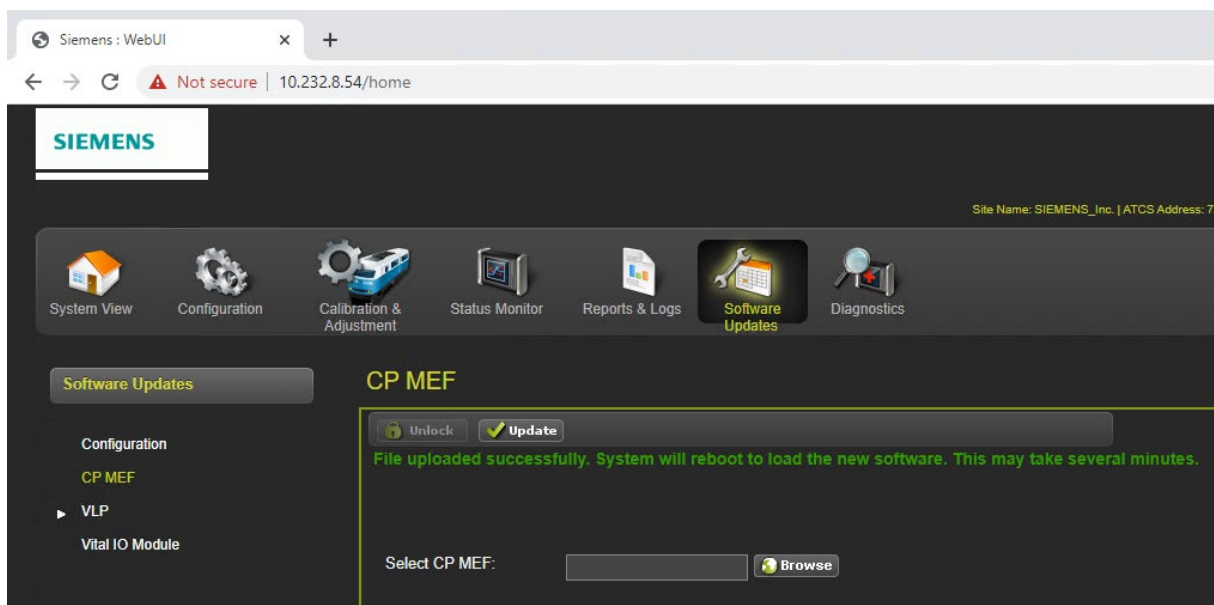 Siemens : WebUI
Not secure | 10.232.8.54/home
SIEMENS
Site Name: SIEMENS_Inc. | ATCS Address: 7
System View
Configuration
Calibration &
Adjustment
Status Monitor
Reports & Logs
Software
Updates
Diagnostics
Software Updates
Configuration
CP MEF
VLP
Vital IO Module
CP MEF
Unlock
Update
File uploaded successfully. System will reboot to load the new software. This may take several minutes.
Select CP MEF:
Browse